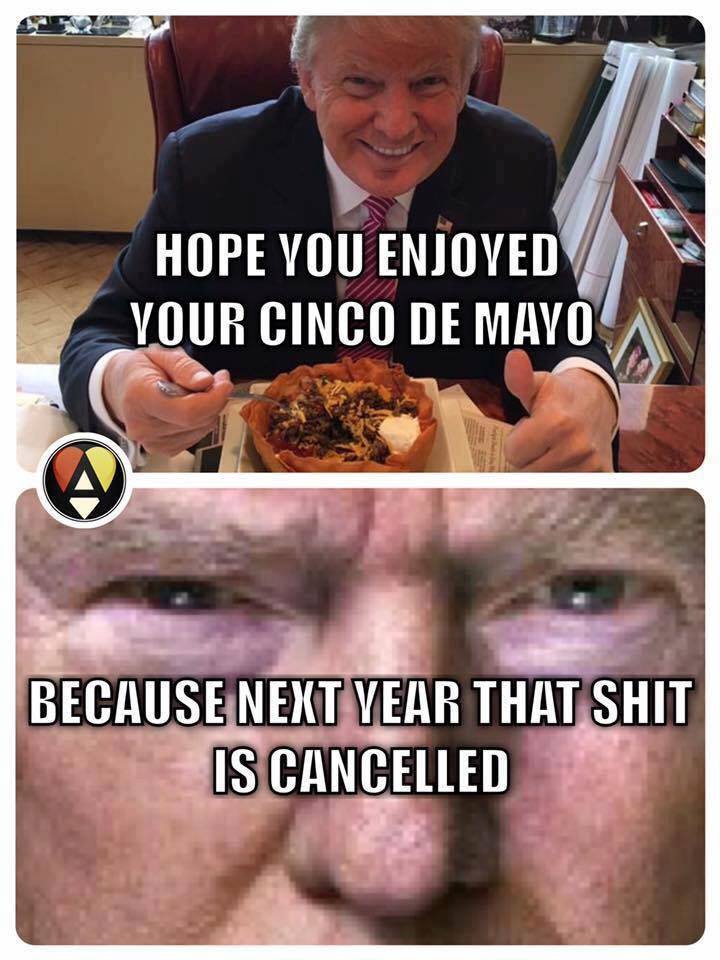 HOPE YOU ENJOYED
YOUR CINCO DE MAYO
A
BECAUSE NEXT YEAR THAT SHIT
IS CANCELLED